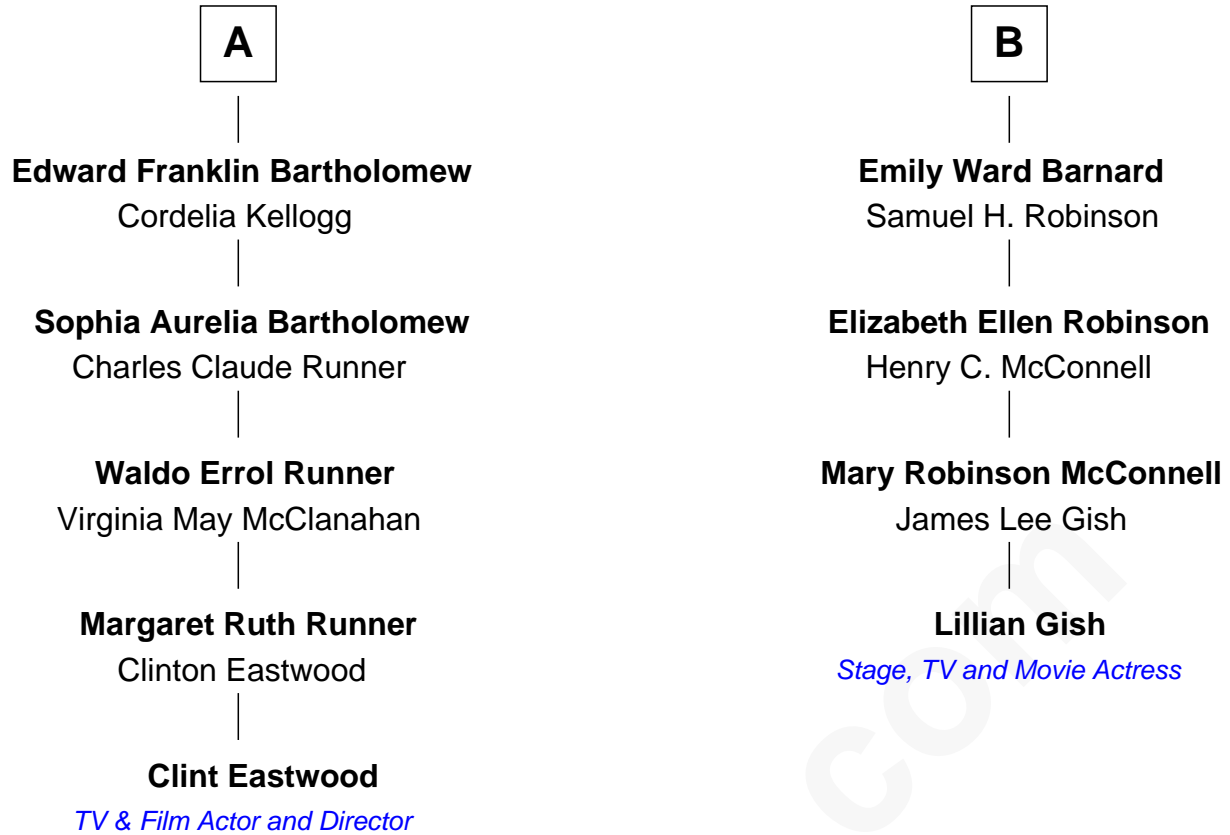 A
Edward Franklin Bartholomew
Cordelia Kellogg
Sophia Aurelia Bartholomew
Charles Claude Runner
Waldo Errol Runner
Virginia May McClanahan
Margaret Ruth Runner
Clinton Eastwood
Clint Eastwood
TV & Film Actor and Director
B
Emily Ward Barnard
Samuel H. Robinson
Elizabeth Ellen Robinson
Henry C. McConnell
Mary Robinson McConnell
James Lee Gish
Lillian Gish
Stage, TV and Movie Actress
com